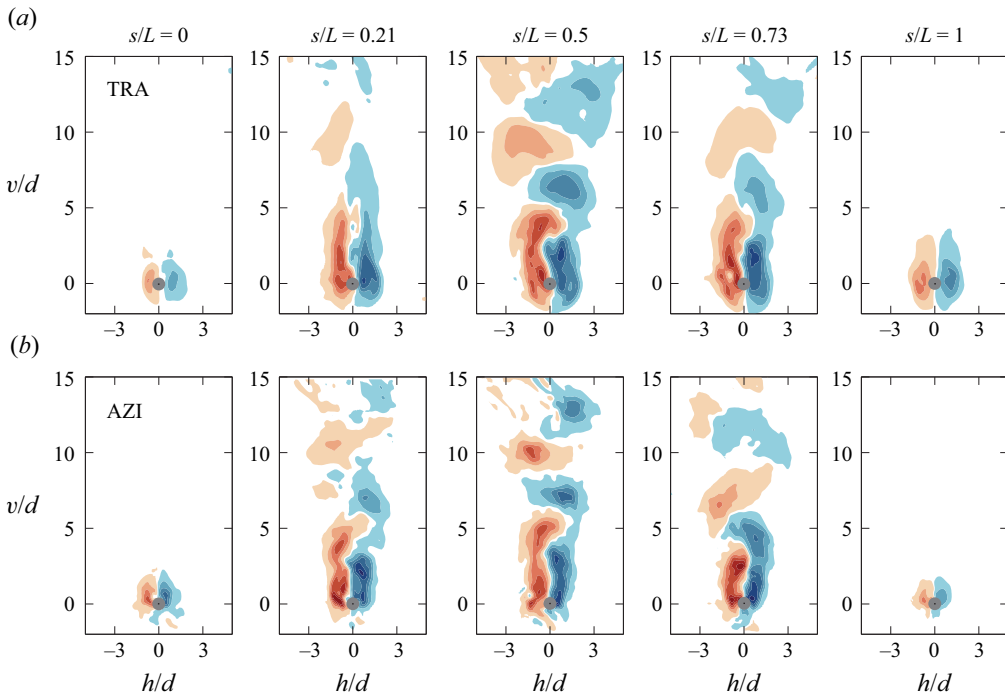 (a)
s/L = 0 s/L = 0.21 s/L = 0.5 s/L = 0.73 s/L = 1
15 15 15 15 15
TRA
10 10 10 10 10
v/d
5 5 5 5 5
0 0 0 0 0
−3 0 3 −3 0 3 −3 0 3 −3 0 3 −3 0 3
(b)
15 15 15 15 15
AZI
10 10 10 10 10
v/d
5 5 5 5 5
0 0 0 0 0
−3 0 3 −3 0 3 −3 0 3 −3 0 3 −3 0 3
h/d h/d h/d h/d h/d